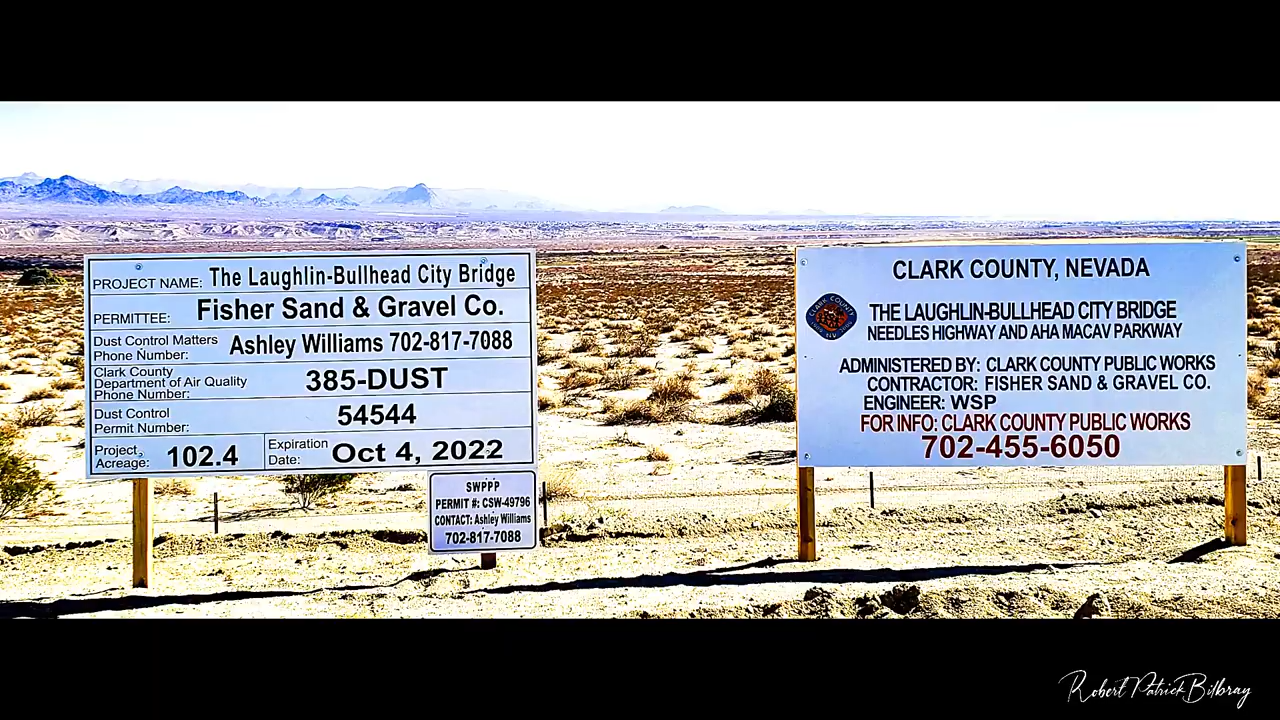 PROJECT NAME: The Laughlin-Bullhead City Bridge
PERMITTEE: Fisher Sand & Gravel Co.
Dust Control Matters
Phone Number: Ashley Williams 702-817-7088
Clark County
Department of Air Quality
Phone Number: 385-DUST
Dust Control
Permit Number: 54544
Project
Acreage: 102.4
Expiration
Date: Oct 4, 2022
SWPPP
PERMIT #: CSW-49796
CONTACT: Ashley Williams
702-817-7088
CLARK COUNTY, NEVADA
CLARK COUNTY
THE LAUGHLIN-BULLHEAD CITY BRIDGE
NEEDLES HIGHWAY AND AHA MACAV PARKWAY
ADMINISTERED BY: CLARK COUNTY PUBLIC WORKS
CONTRACTOR: FISHER SAND & GRAVEL CO.
ENGINEER: WSP
FOR INFO: CLARK COUNTY PUBLIC WORKS
702-455-6050
Robert Patrick Bilbray